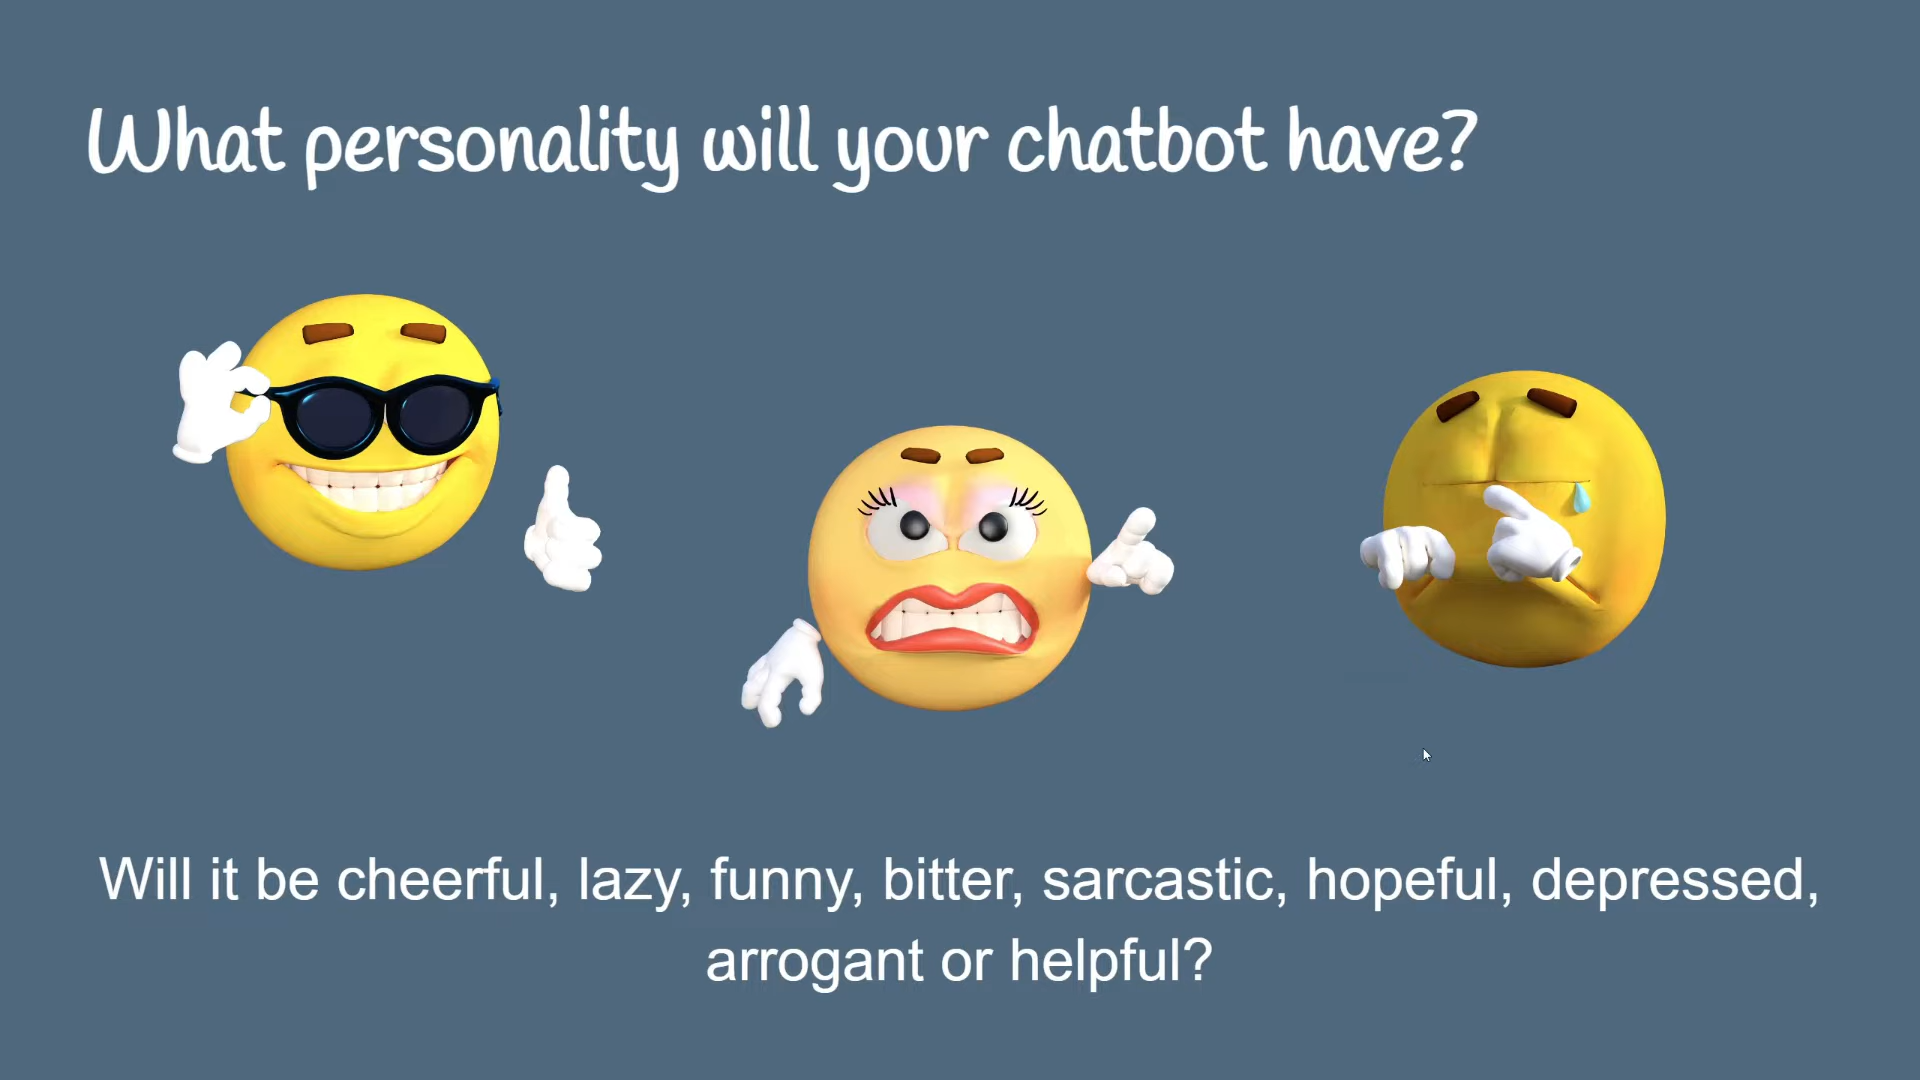 What personality will your chatbot have?
Will it be cheerful, lazy, funny, bitter, sarcastic, hopeful, depressed,
arrogant or helpful?